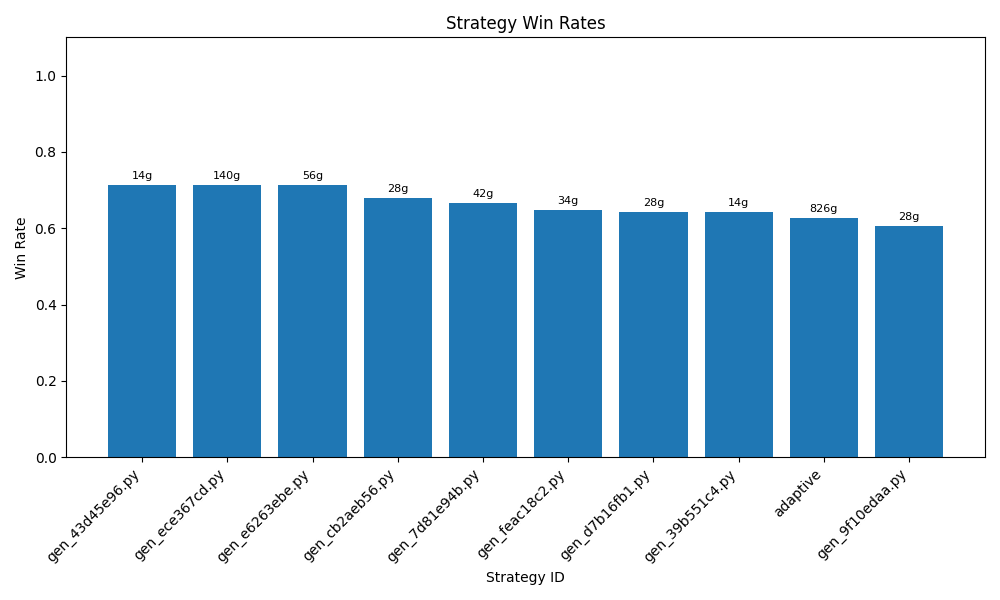 Strategy Win Rates
1.0
0.8
0.6
0.4
0.2
0.0
Win Rate
14g
140g
56g
28g
42g
34g
28g
14g
826g
28g
gen_43d45e96.py
gen_ece367cd.py
gen_e6263ebe.py
gen_cb2aeb56.py
gen_7d81e94b.py
gen_feac18c2.py
gen_d7b16fb1.py
gen_39b551c4.py
adaptive
gen_9f10edaa.py
Strategy ID